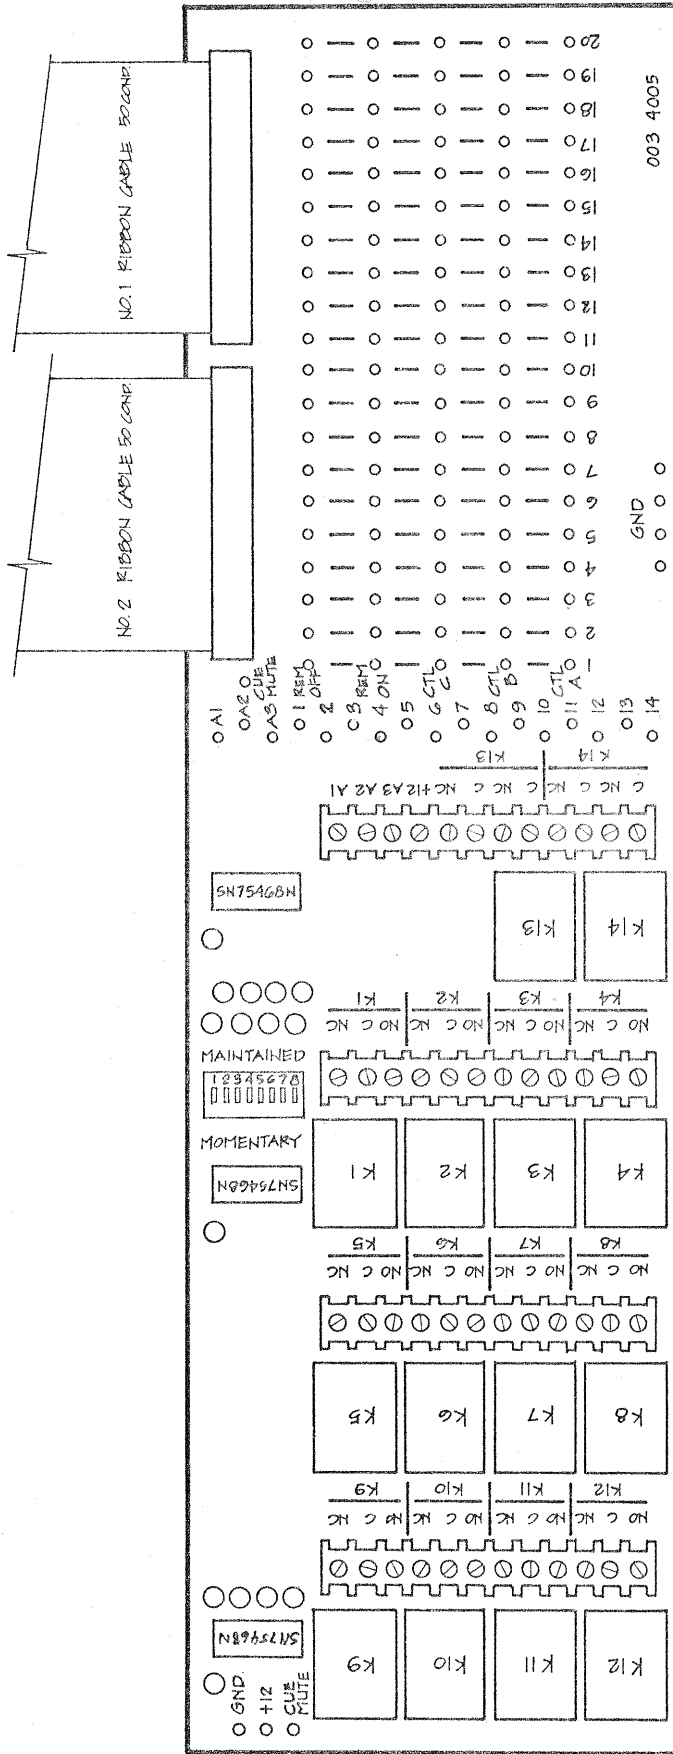 NO.1 RIBBON CABLE 50 COND.
NO.2 RIBBON CABLE 50 COND.
20
19
18
17
16
15
14
13
12
11
10
9
8
7
6
5
4
3
2
1
003 4005
GND
A1
A2
A3 CUE MUTE
1 REM OFF
2
3 REM ON
4
5
6 CTL C
7
8 CTL B
9
10 CTL A
11
12
13
14
K13
K14
A1 A2 A3 +12 NC C NC C NC C NC C
SN75468N
K13
K14
K1
K2
K3
K4
NC C NO NC C NO NC C NO NC C NO
MAINTAINED
12345678
MOMENTARY
SN75468N
K1
K2
K3
K4
K5
K6
K7
K8
NC C NO NC C NO NC C NO NC C NO
K5
K6
K7
K8
K9
K10
K11
K12
NC C NO NC C NO NC C NO NC C NO
SN75468N
K9
K10
K11
K12
GND.
+12
CUE MUTE